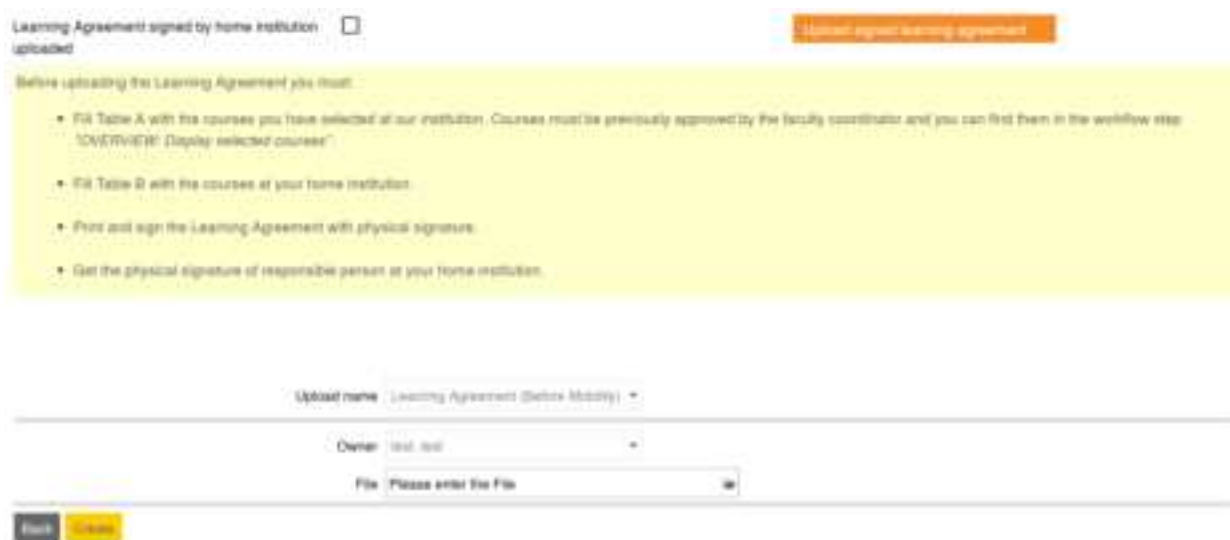 Learning Agreement signed by home institution
uploaded
Upload signed learning agreement
Before uploading the Learning Agreement you must:
• Fill Table A with the courses you have selected at our institution. Courses must be previously approved by the faculty coordinator and you can find them in the workflow step
"OVERVIEW: Display selected courses".
• Fill Table B with the courses at your home institution.
• Print and sign the Learning Agreement with physical signature.
• Get the physical signature of responsible person at your home institution.
Upload name Learning Agreement (Before Mobility)
Owner test, test
File Please enter the File
Back Create